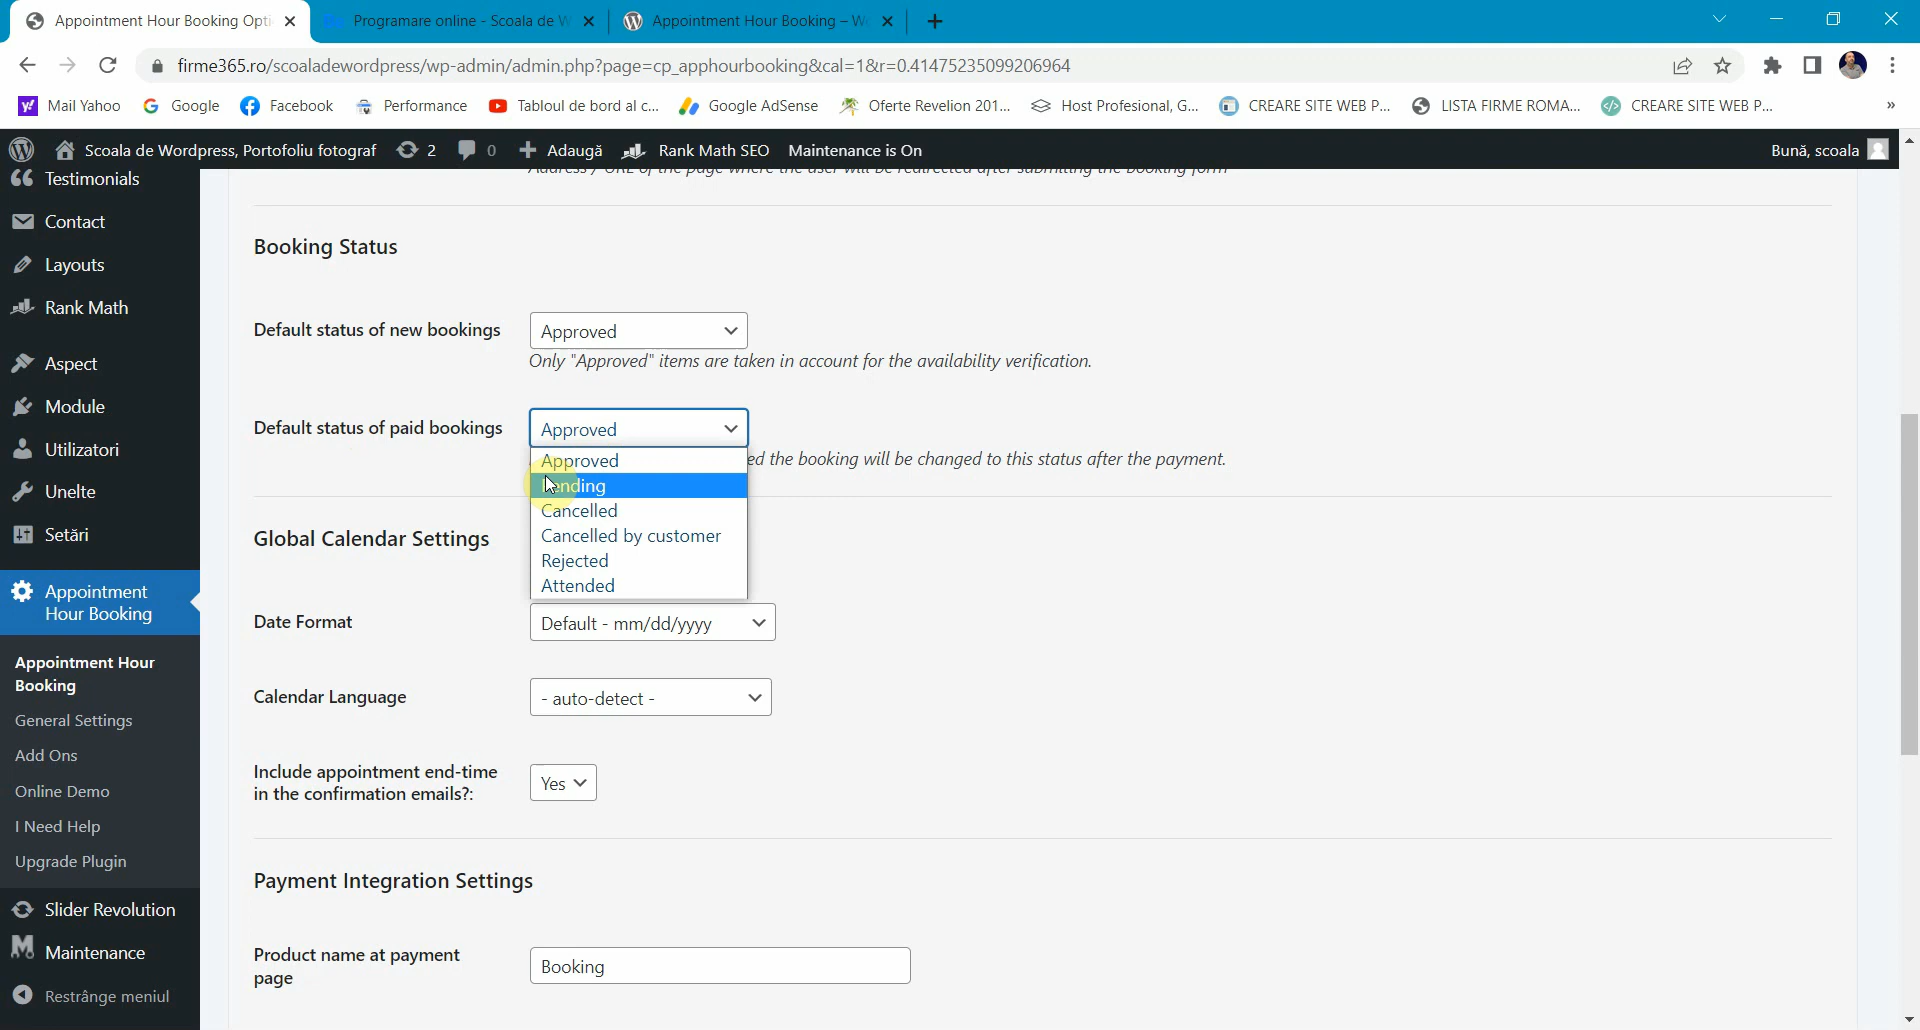 Appointment Hour Booking Opti
Programare online - Scoala de W
Appointment Hour Booking – We
firme365.ro/scoaladewordpress/wp-admin/admin.php?page=cp_apphourbooking&cal=1&r=0.41475235099206964
Mail Yahoo
Google
Facebook
Performance
Tabloul de bord al c...
Google AdSense
Oferte Revelion 201...
Host Profesional, G...
CREARE SITE WEB P...
LISTA FIRME ROMA...
CREARE SITE WEB P...
»
Scoala de Wordpress, Portofoliu fotograf
2
0
Adaugă
Rank Math SEO
Maintenance is On
Bună, scoala
Testimonials
Contact
Layouts
Rank Math
Aspect
Module
Utilizatori
Unelte
Setări
Appointment
Hour Booking
Appointment Hour
Booking
General Settings
Add Ons
Online Demo
I Need Help
Upgrade Plugin
Slider Revolution
Maintenance
Restrânge meniul
Address / URL of the page where the user will be redirected after submitting the booking form
Booking Status
Default status of new bookings
Approved
Only "Approved" items are taken in account for the availability verification.
Default status of paid bookings
Approved
Approved
Pending
Cancelled
Cancelled by customer
Rejected
Attended
ed the booking will be changed to this status after the payment.
Global Calendar Settings
Date Format
Default - mm/dd/yyyy
Calendar Language
- auto-detect -
Include appointment end-time
in the confirmation emails?:
Yes
Payment Integration Settings
Product name at payment
page
Booking